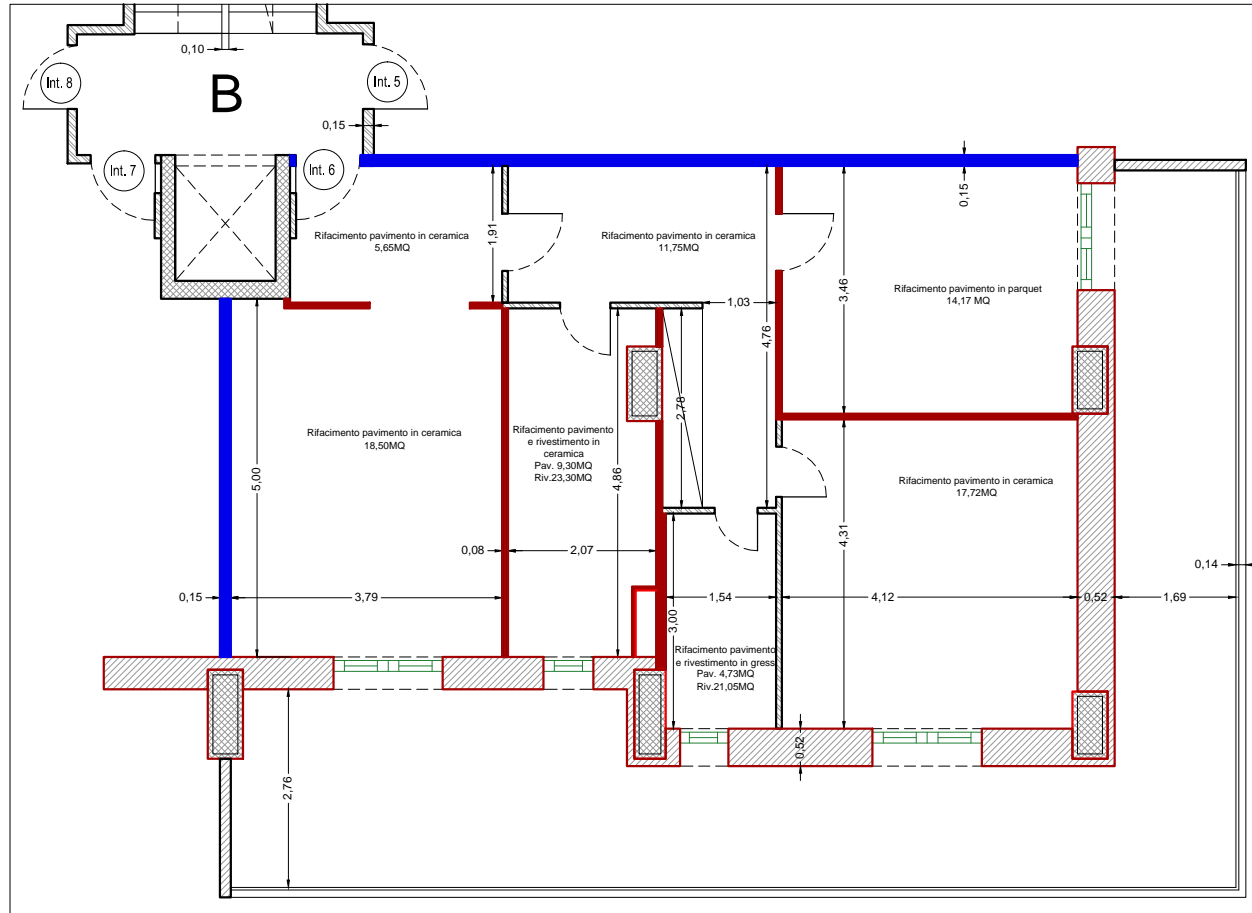 0,10
Int. 8
Int. 5
B
0,15
Int. 7
Int. 6
0,15
1,91
Rifacimento pavimento in ceramica
5,65MQ
Rifacimento pavimento in ceramica
11,75MQ
3,46
Rifacimento pavimento in parquet
14,17 MQ
1,03
4,76
2,78
Rifacimento pavimento in ceramica
18,50MQ
Rifacimento pavimento
e rivestimento in
ceramica
Pav. 9,30MQ
Riv.23,30MQ
5,00
4,86
Rifacimento pavimento in ceramica
17,72MQ
4,31
0,08
2,07
0,14
0,15
3,79
1,54
4,12
0,52
1,69
3,00
Rifacimento pavimento
e rivestimento in gress
Pav. 4,73MQ
Riv.21,05MQ
0,52
2,76